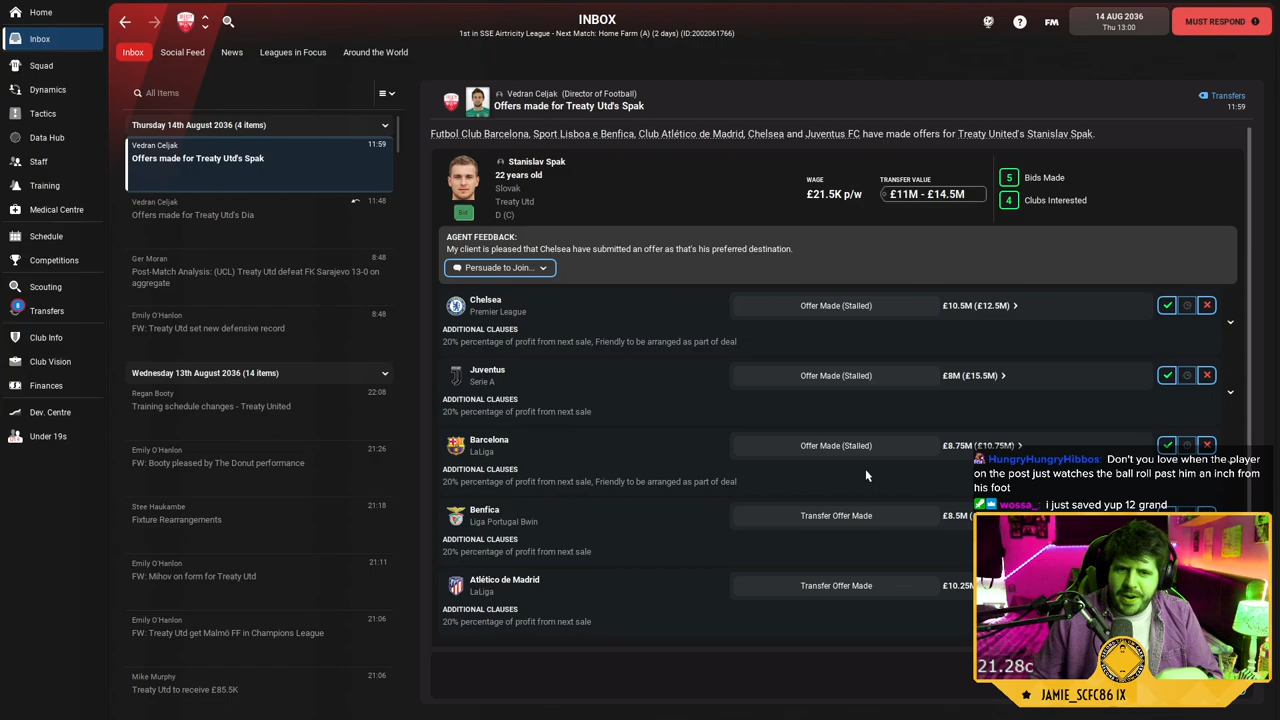 Home
INBOX
1st in SSE Airtricity League - Next Match: Home Farm (A) (2 days) (ID:2002061766)
FM
14 AUG 2036
Thu 13:00
MUST RESPOND
Inbox
Squad
Dynamics
Tactics
Data Hub
Staff
Training
Medical Centre
Schedule
Competitions
Scouting
8
Transfers
Club Info
Club Vision
Finances
Dev. Centre
Under 19s
Inbox
Social Feed
News
Leagues in Focus
Around the World
All Items
Thursday 14th August 2036 (4 items)
Vedran Celjak
11:59
Offers made for Treaty Utd's Spak
Vedran Celjak
11:48
Offers made for Treaty Utd's Dia
Ger Moran
8:48
Post-Match Analysis: (UCL) Treaty Utd defeat FK Sarajevo 13-0 on
aggregate
Emily O'Hanlon
8:48
FW: Treaty Utd set new defensive record
Wednesday 13th August 2036 (14 items)
Regan Booty
22:08
Training schedule changes - Treaty United
Emily O'Hanlon
21:26
FW: Booty pleased by The Donut performance
Stee Haukambe
21:18
Fixture Rearrangements
Emily O'Hanlon
21:11
FW: Mihov on form for Treaty Utd
Emily O'Hanlon
21:06
FW: Treaty Utd get Malmö FF in Champions League
Mike Murphy
21:06
Treaty Utd to receive £85.5K
Vedran Celjak (Director of Football)
Offers made for Treaty Utd's Spak
Transfers
11:59
Futbol Club Barcelona, Sport Lisboa e Benfica, Club Atlético de Madrid, Chelsea and Juventus FC have made offers for Treaty United's Stanislav Spak.
Stanislav Spak
22 years old
Slovak
Treaty Utd
D (C)
Bid
WAGE
£21.5K p/w
TRANSFER VALUE
£11M - £14.5M
5 Bids Made
4 Clubs Interested
AGENT FEEDBACK:
My client is pleased that Chelsea have submitted an offer as that's his preferred destination.
Persuade to Join...
Chelsea
Premier League
Offer Made (Stalled)
£10.5M (£12.5M)
ADDITIONAL CLAUSES
20% percentage of profit from next sale, Friendly to be arranged as part of deal
Juventus
Serie A
Offer Made (Stalled)
£8M (£15.5M)
ADDITIONAL CLAUSES
20% percentage of profit from next sale
Barcelona
LaLiga
Offer Made (Stalled)
£8.75M (£10.75M)
ADDITIONAL CLAUSES
20% percentage of profit from next sale, Friendly to be arranged as part of deal
Benfica
Liga Portugal Bwin
Transfer Offer Made
£8.5M
ADDITIONAL CLAUSES
20% percentage of profit from next sale
Atlético de Madrid
LaLiga
Transfer Offer Made
£10.25M
ADDITIONAL CLAUSES
20% percentage of profit from next sale
HungryHungryHibbos: Don't you love when the player
on the post just watches the ball roll past him an inch from
his foot
wossa_: i just saved yup 12 grand
21.28c
JAMIE_SCFC86 IX